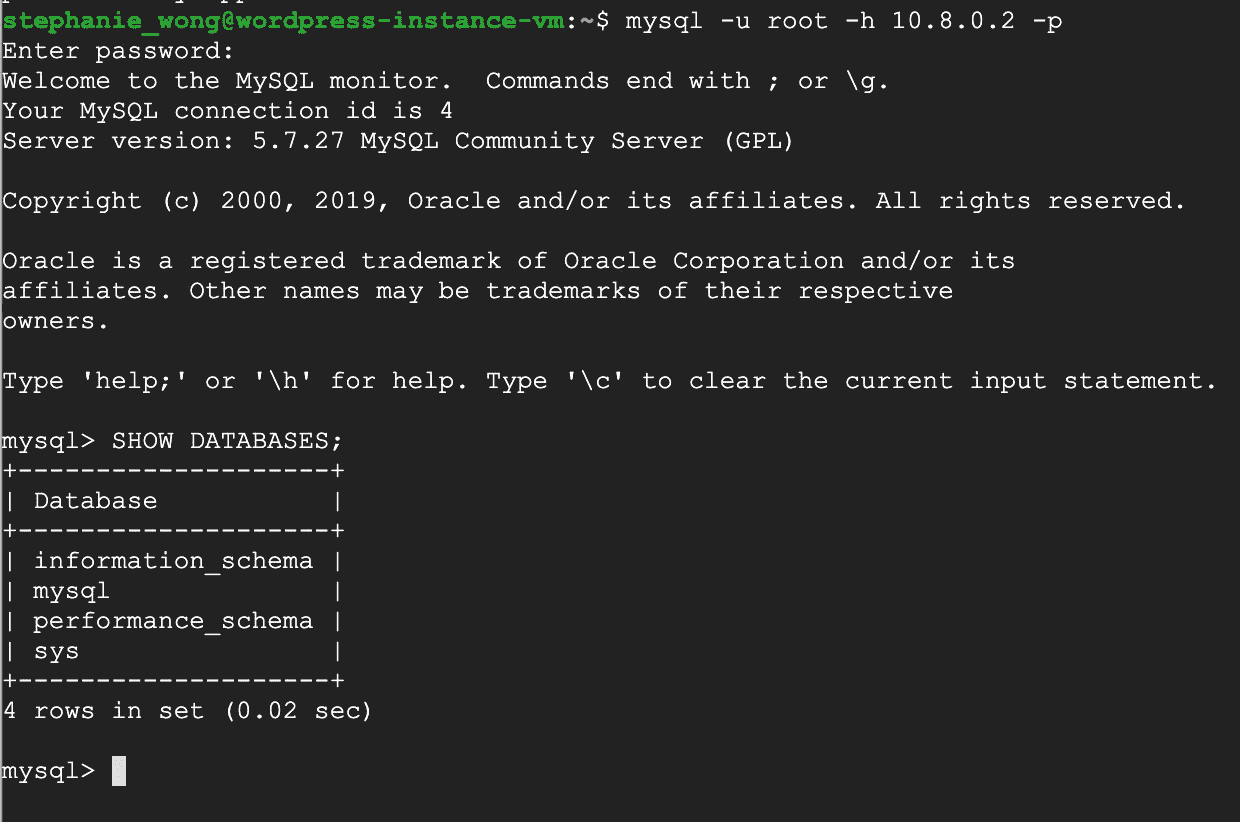 stephanie_wong@wordpress-instance-vm:~$ mysql -u root -h 10.8.0.2 -p
Enter password:
Welcome to the MySQL monitor.  Commands end with ; or \g.
Your MySQL connection id is 4
Server version: 5.7.27 MySQL Community Server (GPL)

Copyright (c) 2000, 2019, Oracle and/or its affiliates. All rights reserved.

Oracle is a registered trademark of Oracle Corporation and/or its
affiliates. Other names may be trademarks of their respective
owners.

Type 'help;' or '\h' for help. Type '\c' to clear the current input statement.

mysql> SHOW DATABASES;
+--------------------+
| Database           |
+--------------------+
| information_schema |
| mysql              |
| performance_schema |
| sys                |
+--------------------+
4 rows in set (0.02 sec)

mysql>